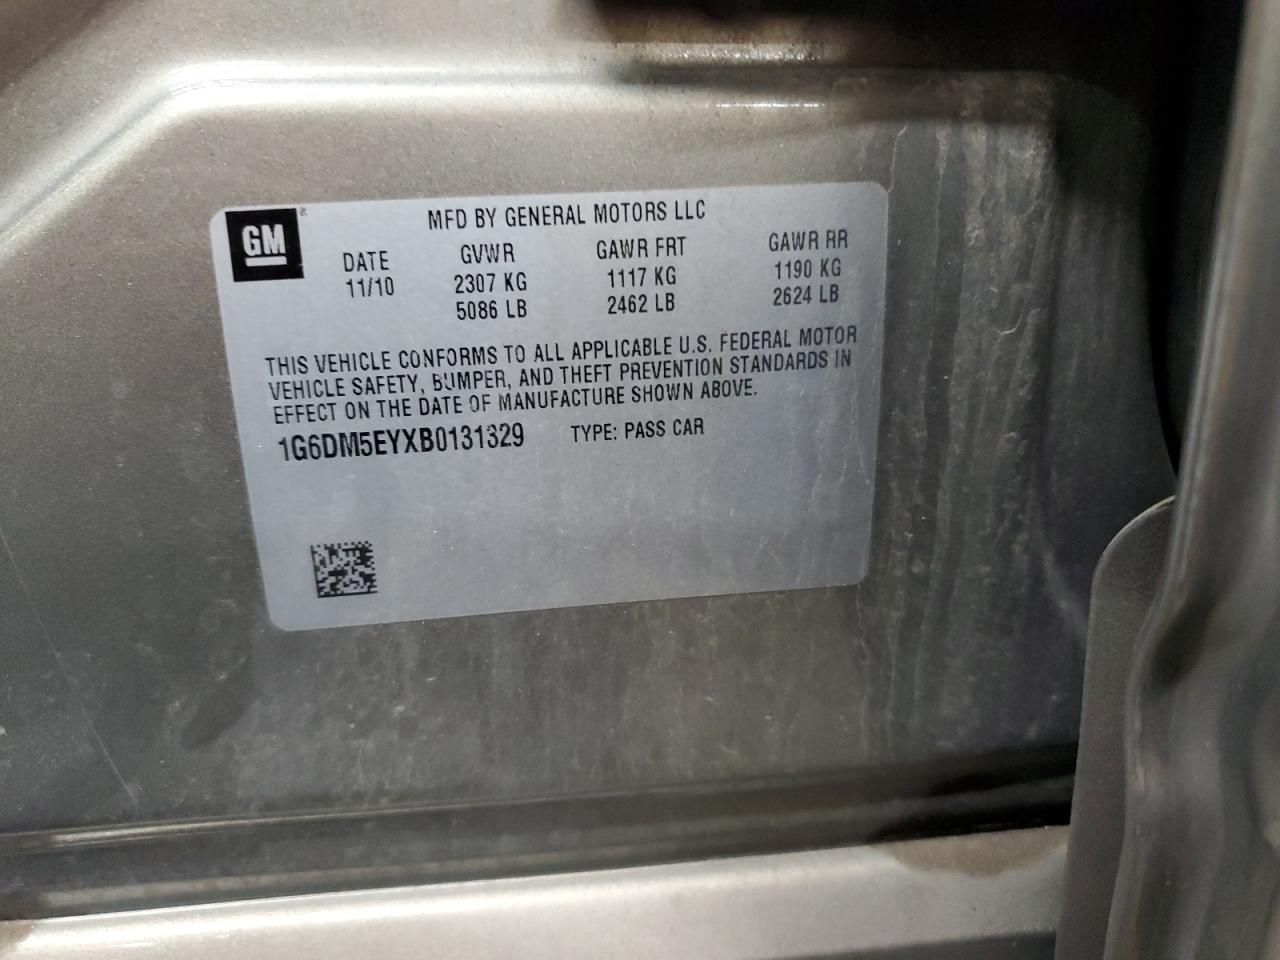 MFD BY GENERAL MOTORS LLC
GM ®
DATE GVWR GAWR FRT GAWR RR
11/10 2307 KG 1117 KG 1190 KG
5086 LB 2462 LB 2624 LB
THIS VEHICLE CONFORMS TO ALL APPLICABLE U.S. FEDERAL MOTOR
VEHICLE SAFETY, BUMPER, AND THEFT PREVENTION STANDARDS IN
EFFECT ON THE DATE OF MANUFACTURE SHOWN ABOVE.
1G6DM5EYXB0131329 TYPE: PASS CAR